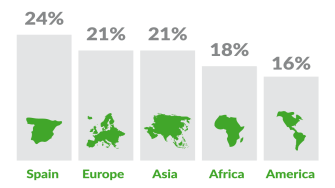 24%
21%
21%
18%
16%
Spain
Europe
Asia
Africa
America